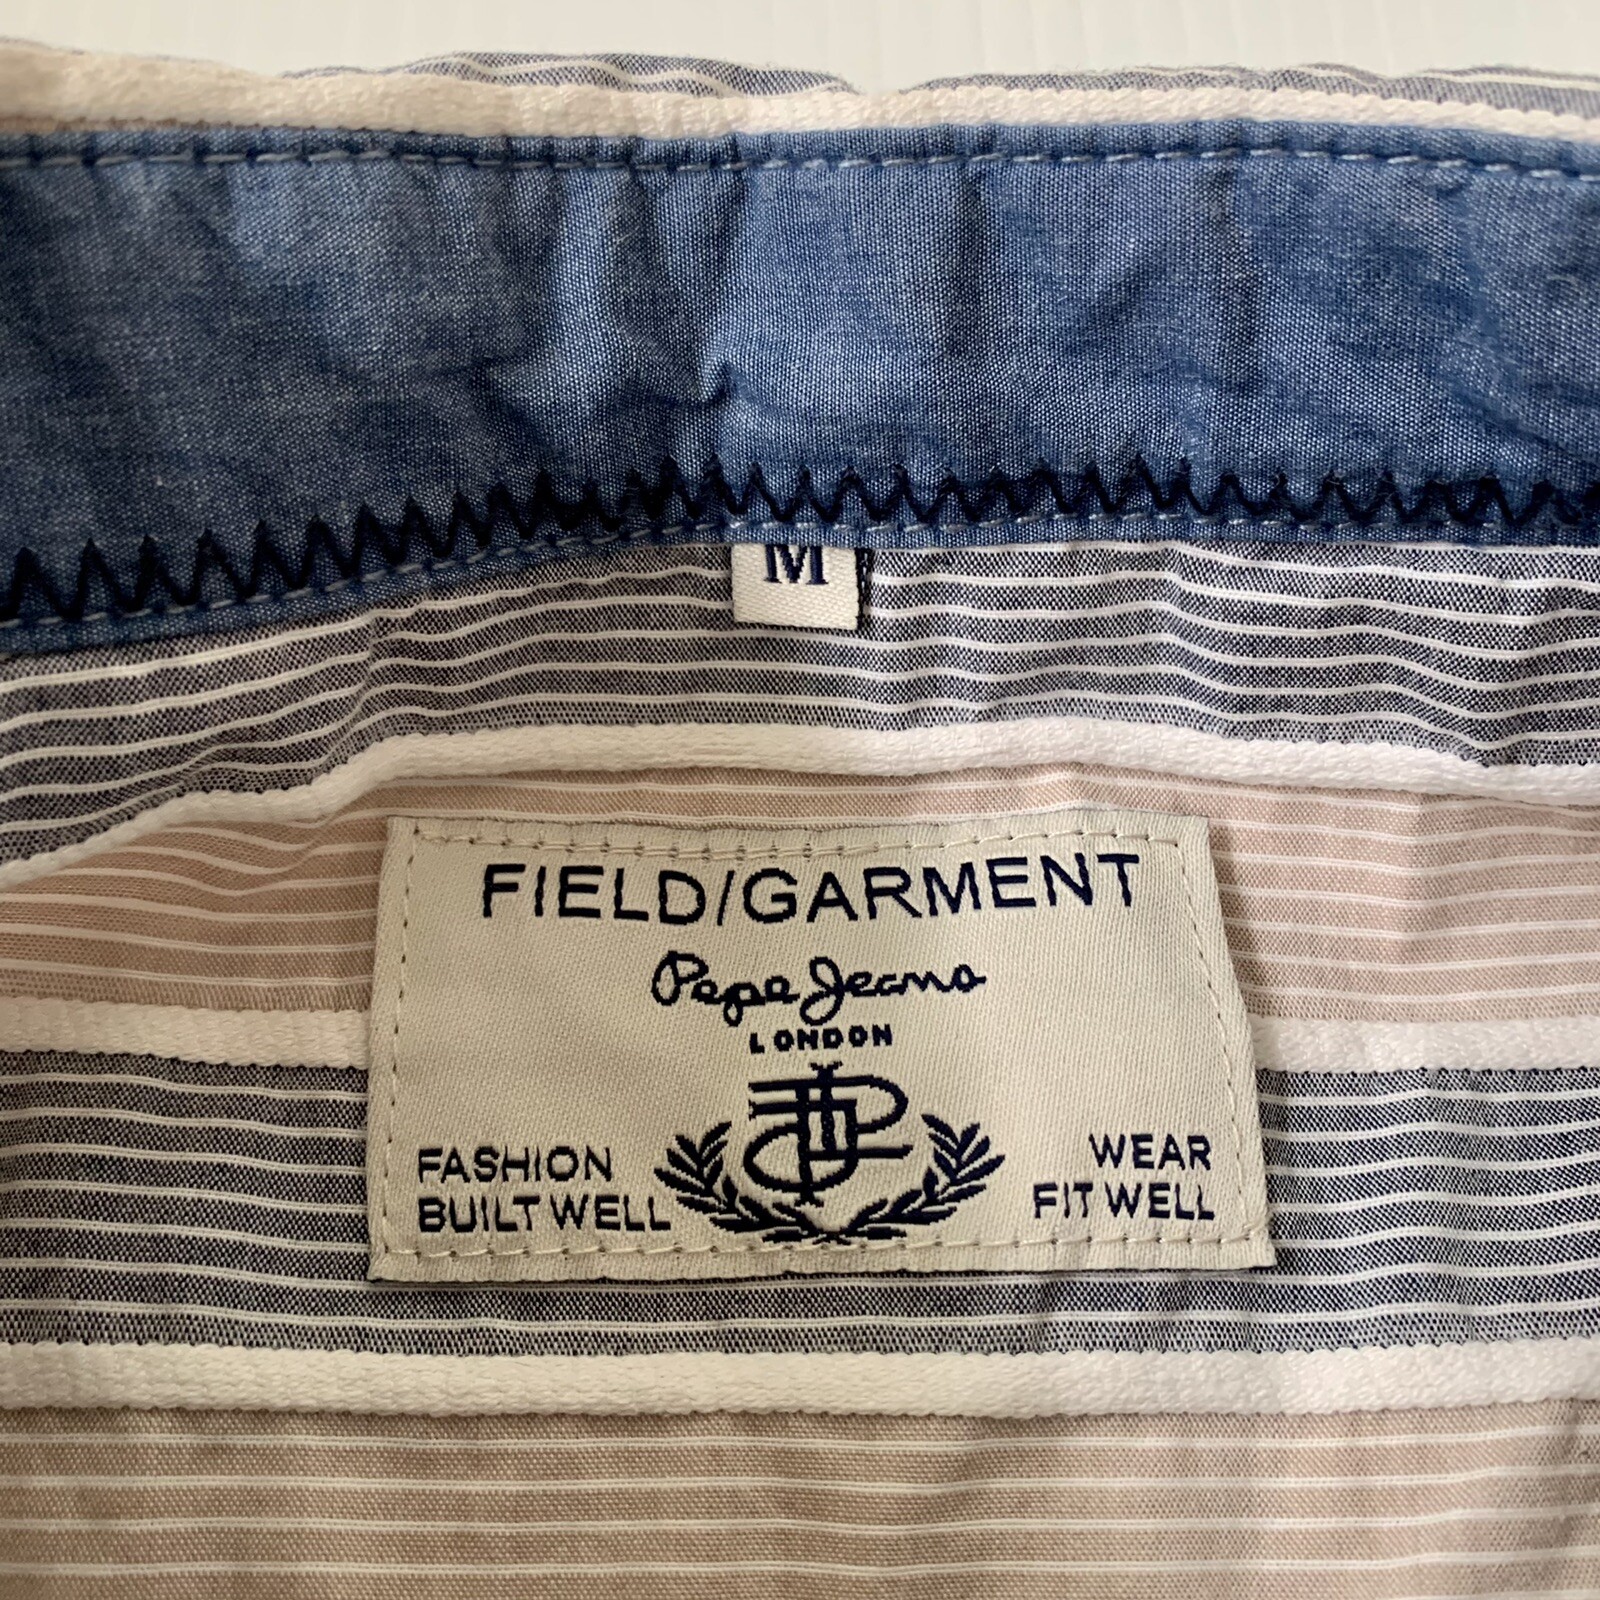 M
FIELD/GARMENT
Pepe Jeans
LONDON
FASHION
BUILT WELL
WEAR
FIT WELL